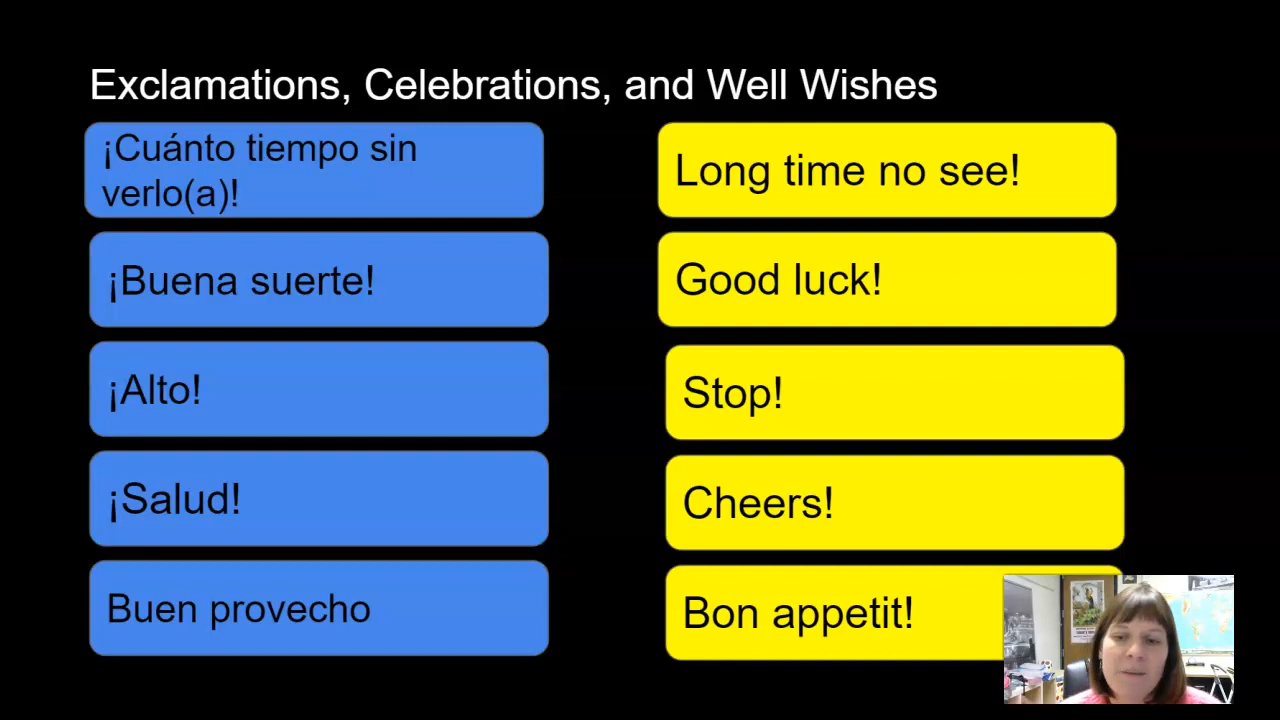 Exclamations, Celebrations, and Well Wishes
¡Cuánto tiempo sin
verlo(a)!
Long time no see!
¡Buena suerte!
Good luck!
¡Alto!
Stop!
¡Salud!
Cheers!
Buen provecho
Bon appetit!